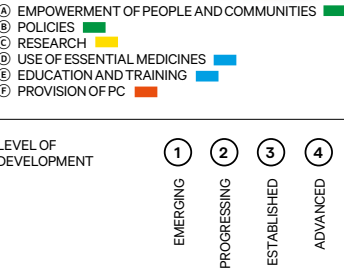 Ⓐ EMPOWERMENT OF PEOPLE AND COMMUNITIES
Ⓑ POLICIES
Ⓒ RESEARCH
Ⓓ USE OF ESSENTIAL MEDICINES
Ⓔ EDUCATION AND TRAINING
Ⓕ PROVISION OF PC
LEVEL OF
DEVELOPMENT
① ② ③ ④
EMERGING
PROGRESSING
ESTABLISHED
ADVANCED